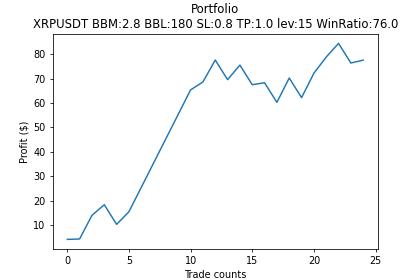 Portfolio
XRPUSDT BBM:2.8 BBL:180 SL:0.8 TP:1.0 lev:15 WinRatio:76.0
80
70
60
50
40
30
20
10
Profit ($)
0 5 10 15 20 25
Trade counts